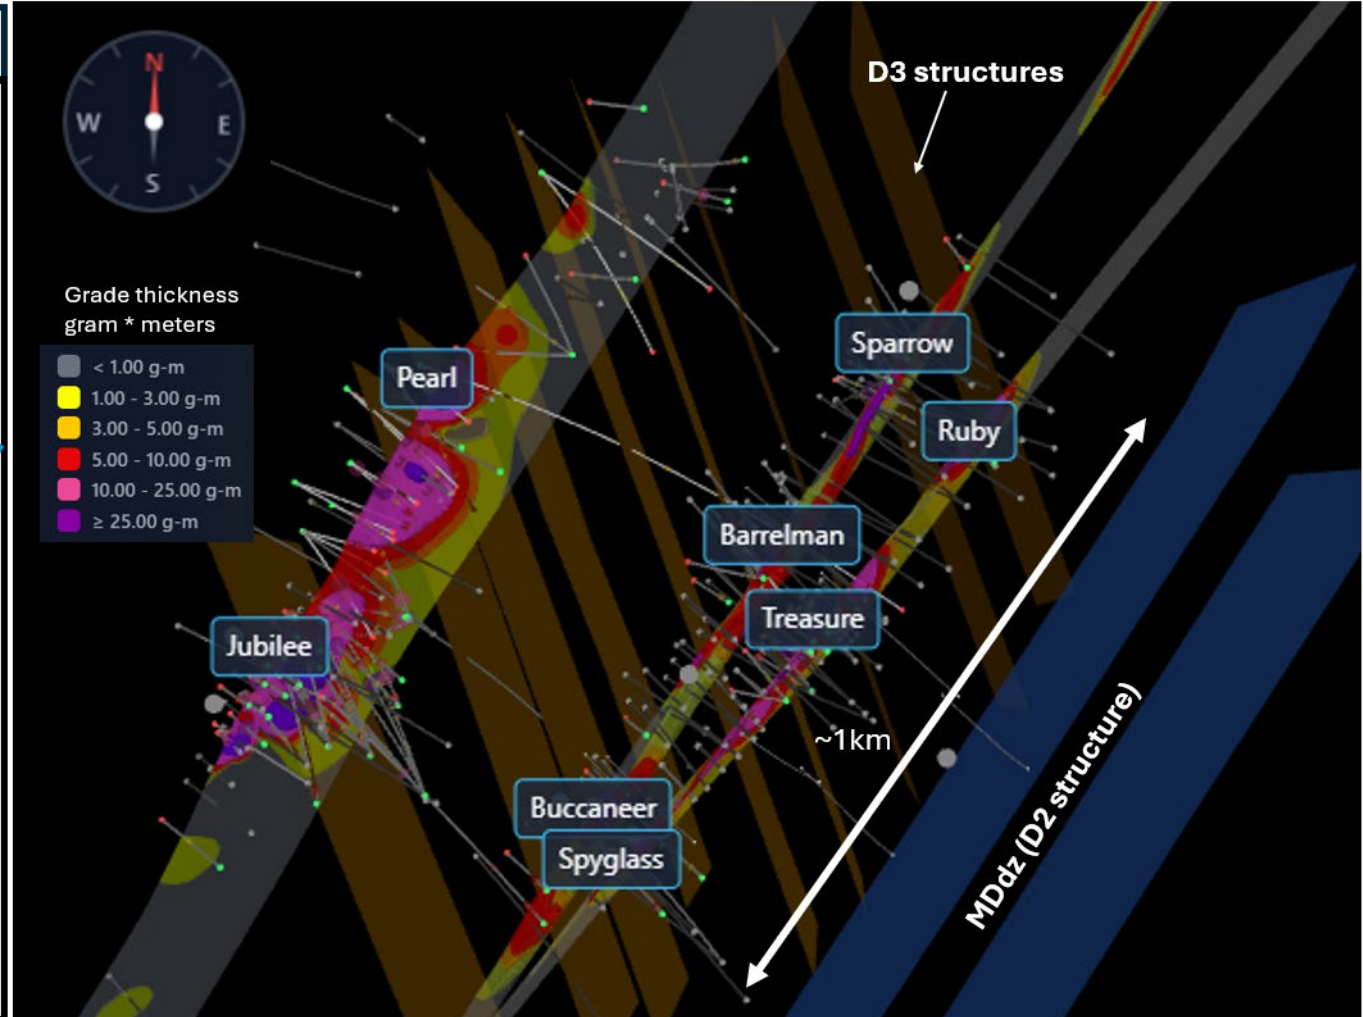 N
W
E
S
D3 structures
Grade thickness
gram * meters
< 1.00 g-m
1.00 - 3.00 g-m
3.00 - 5.00 g-m
5.00 - 10.00 g-m
10.00 - 25.00 g-m
≥ 25.00 g-m
Sparrow
Pearl
Ruby
Barrelman
Treasure
Jubilee
~1km
MDdz (D2 structure)
Buccaneer
Spyglass